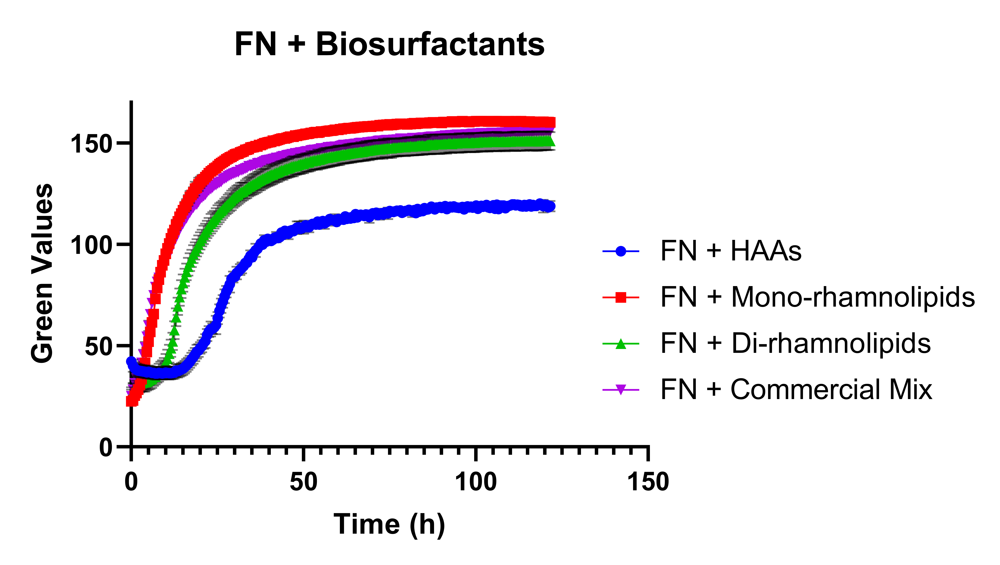 FN + Biosurfactants
Green Values
150
100
50
0
0 50 100 150
Time (h)
FN + HAAs
FN + Mono-rhamnolipids
FN + Di-rhamnolipids
FN + Commercial Mix